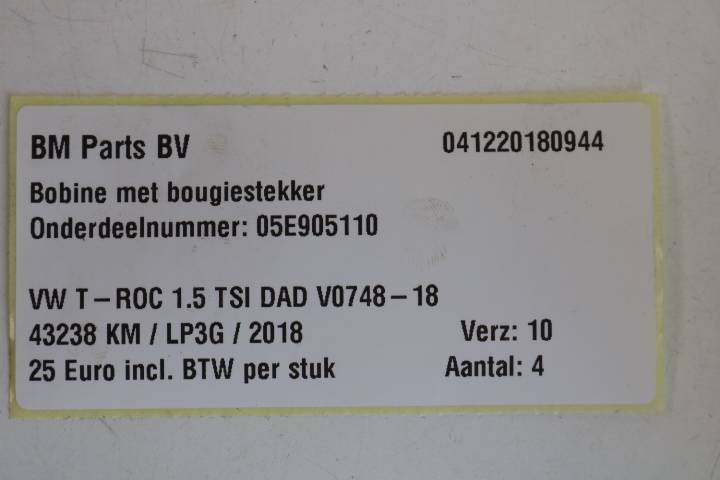 BM Parts BV 041220180944
Bobine met bougiestekker
Onderdeelnummer: 05E905110
VW T-ROC 1.5 TSI DAD V0748-18
43238 KM / LP3G / 2018 Verz: 10
25 Euro incl. BTW per stuk Aantal: 4